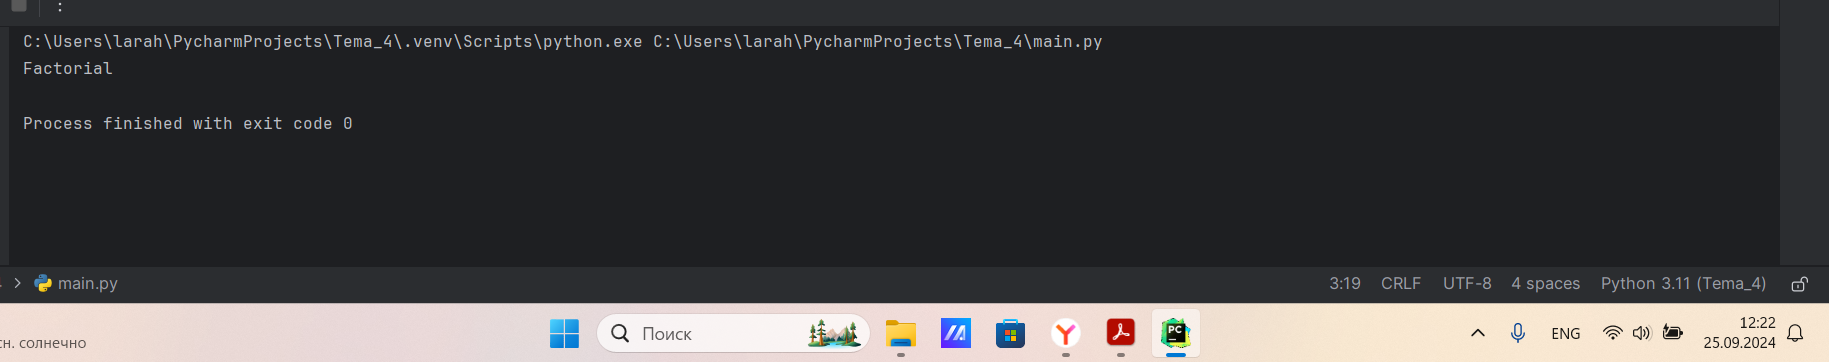 C:\Users\larah\PycharmProjects\Tema_4\.venv\Scripts\python.exe C:\Users\larah\PycharmProjects\Tema_4\main.py
Factorial
Process finished with exit code 0
main.py 3:19 CRLF UTF-8 4 spaces Python 3.11 (Tema_4)
Поиск PC ENG 12:22
солнечно 25.09.2024